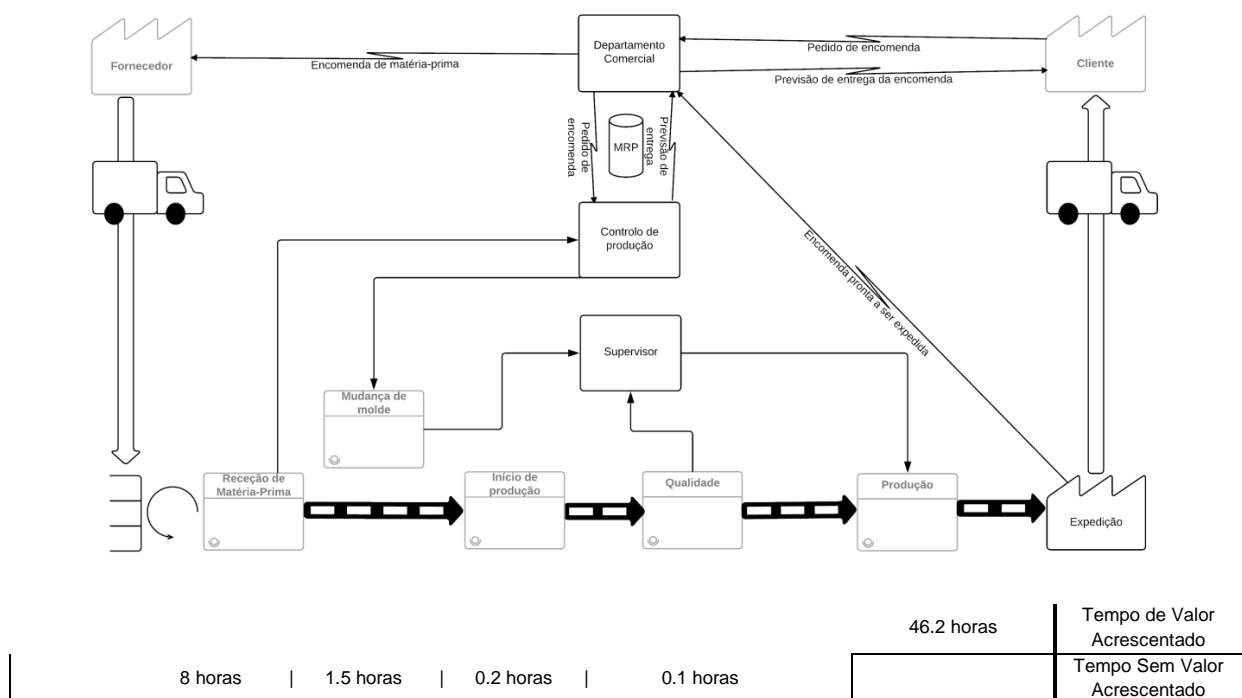 Fornecedor
Encomenda de matéria-prima
Departamento
Comercial
Pedido de encomenda
Previsão de entrega da encomenda
Cliente
Pedido de
encomenda
MRP
Previsão de
entrega
Controlo de
produção
Encomenda pronta a ser expedida
Supervisor
Mudança de
molde
Receção de
Matéria-Prima
Início de
produção
Qualidade
Produção
Expedição
46.2 horas
Tempo de Valor
Acrescentado
8 horas | 1.5 horas | 0.2 horas | 0.1 horas
Tempo Sem Valor
Acrescentado